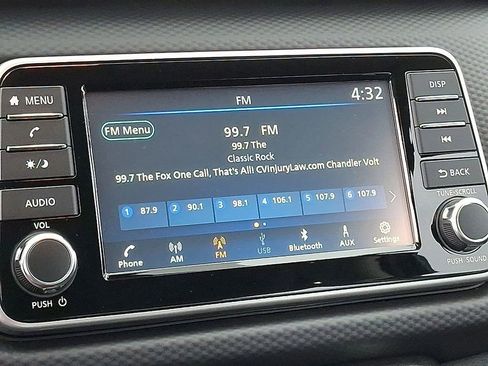 FM 4:32
MENU
DISP
FM Menu
99.7 FM
99.7 The
Classic Rock
99.7 The Fox One Call, That's All! CVInjuryLaw.com Chandler Volt
1 87.9 2 90.1 3 98.1 4 106.1 5 107.9 6 107.9
BACK
AUDIO
TUNE·SCROLL
VOL
Phone AM FM USB Bluetooth AUX Settings
PUSH
PUSH SOUND